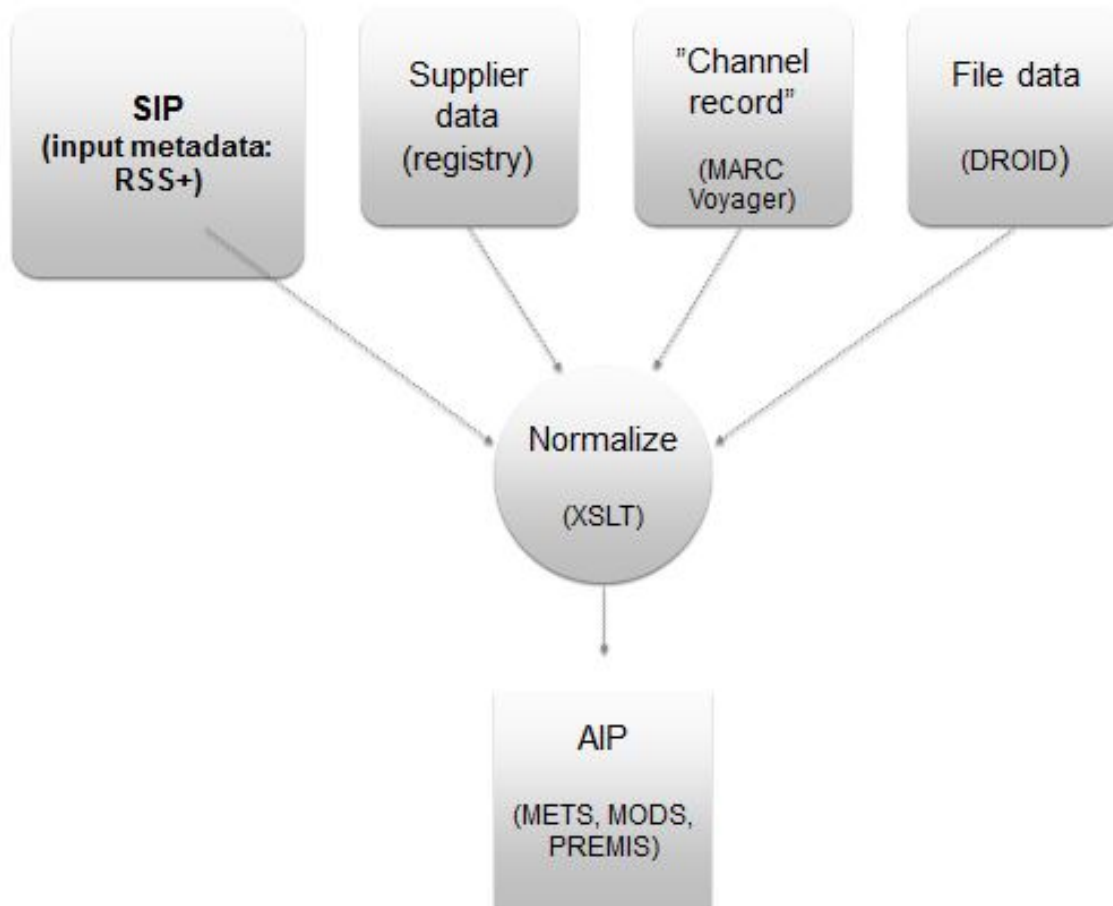 SIP
(input metadata:
RSS+)
Supplier
data
(registry)
”Channel
record”
(MARC
Voyager)
File data
(DROID)
Normalize
(XSLT)
AIP
(METS, MODS,
PREMIS)